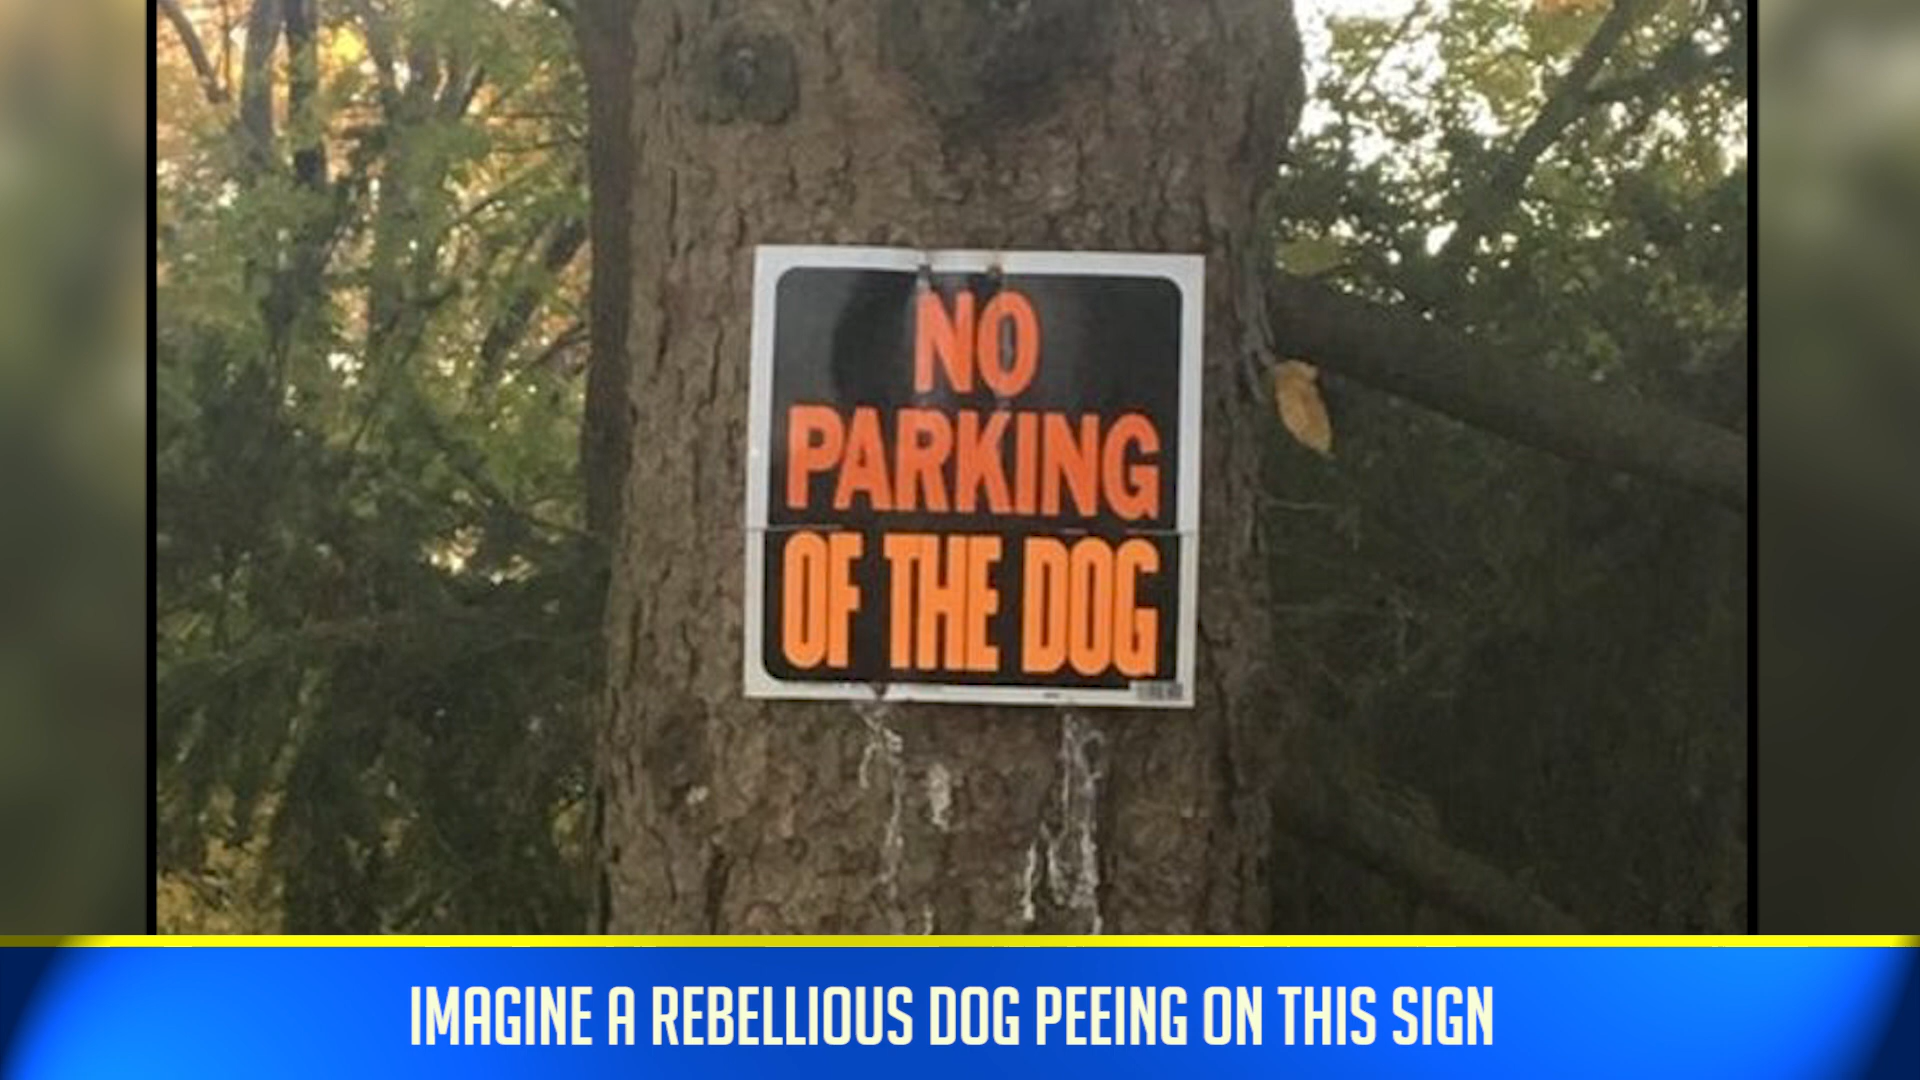 NO
PARKING
OF THE DOG
IMAGINE A REBELLIOUS DOG PEEING ON THIS SIGN